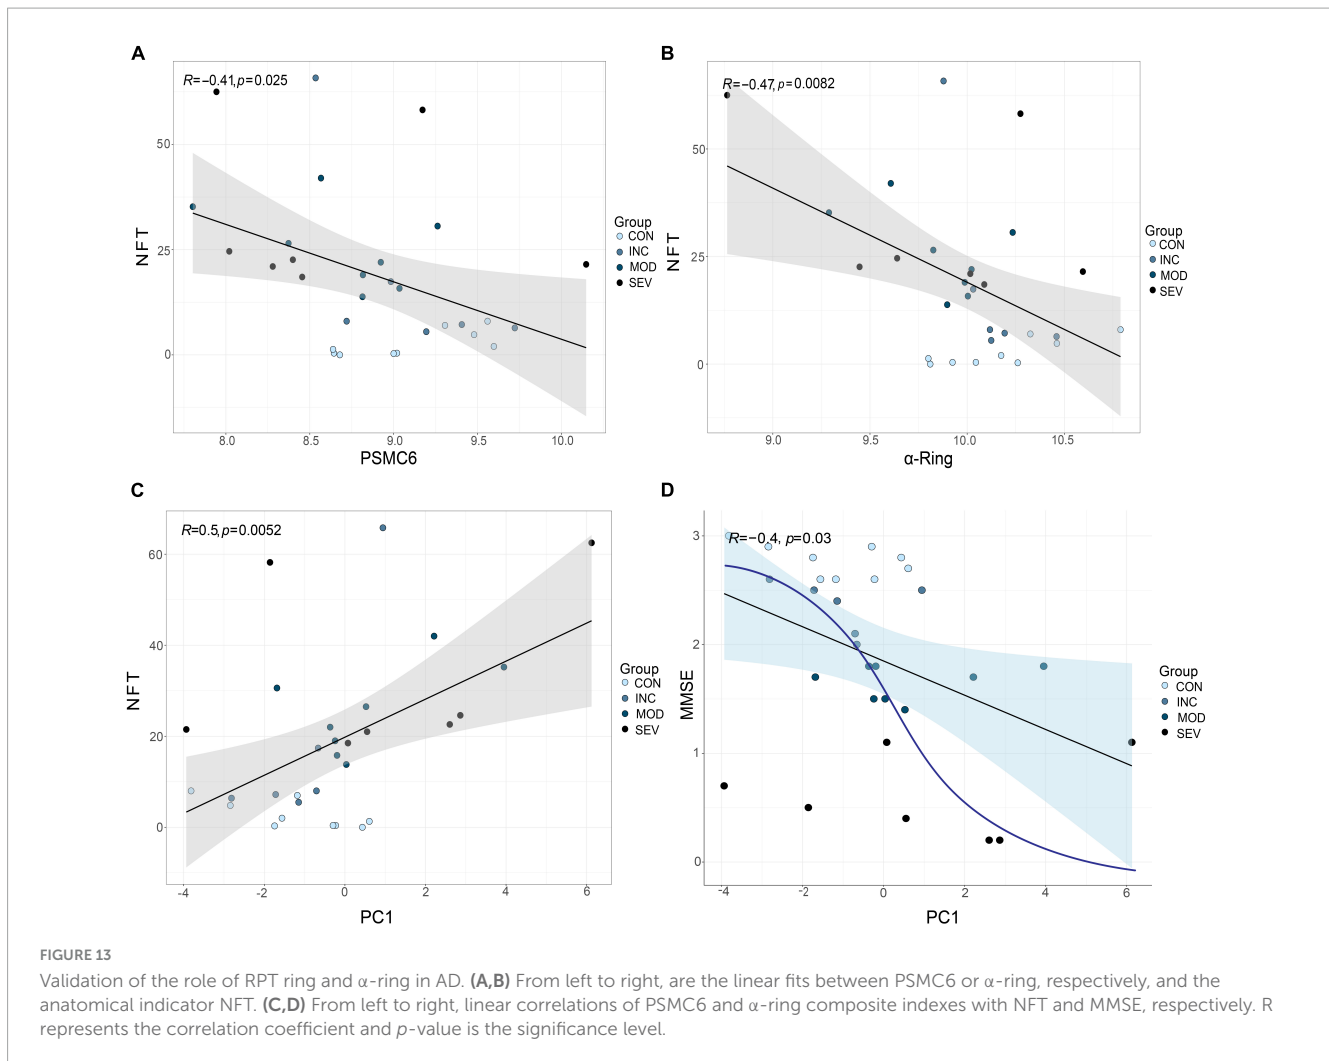 A
R=−0.41,p=0.025
NFT
50
25
0
8.0 8.5 9.0 9.5 10.0
PSMC6
Group
CON
INC
MOD
SEV
B
R=−0.47, p=0.0082
NFT
50
25
0
9.0 9.5 10.0 10.5
α-Ring
Group
CON
INC
MOD
SEV
C
R=0.5,p=0.0052
NFT
60
40
20
0
-4 -2 0 2 4 6
PC1
Group
CON
INC
MOD
SEV
D
R=−0.4, p=0.03
MMSE
3
2
1
0
-4 -2 0 2 4 6
PC1
Group
CON
INC
MOD
SEV
FIGURE 13
Validation of the role of RPT ring and α-ring in AD. (A,B) From left to right, are the linear fits between PSMC6 or α-ring, respectively, and the
anatomical indicator NFT. (C,D) From left to right, linear correlations of PSMC6 and α-ring composite indexes with NFT and MMSE, respectively. R
represents the correlation coefficient and p-value is the significance level.